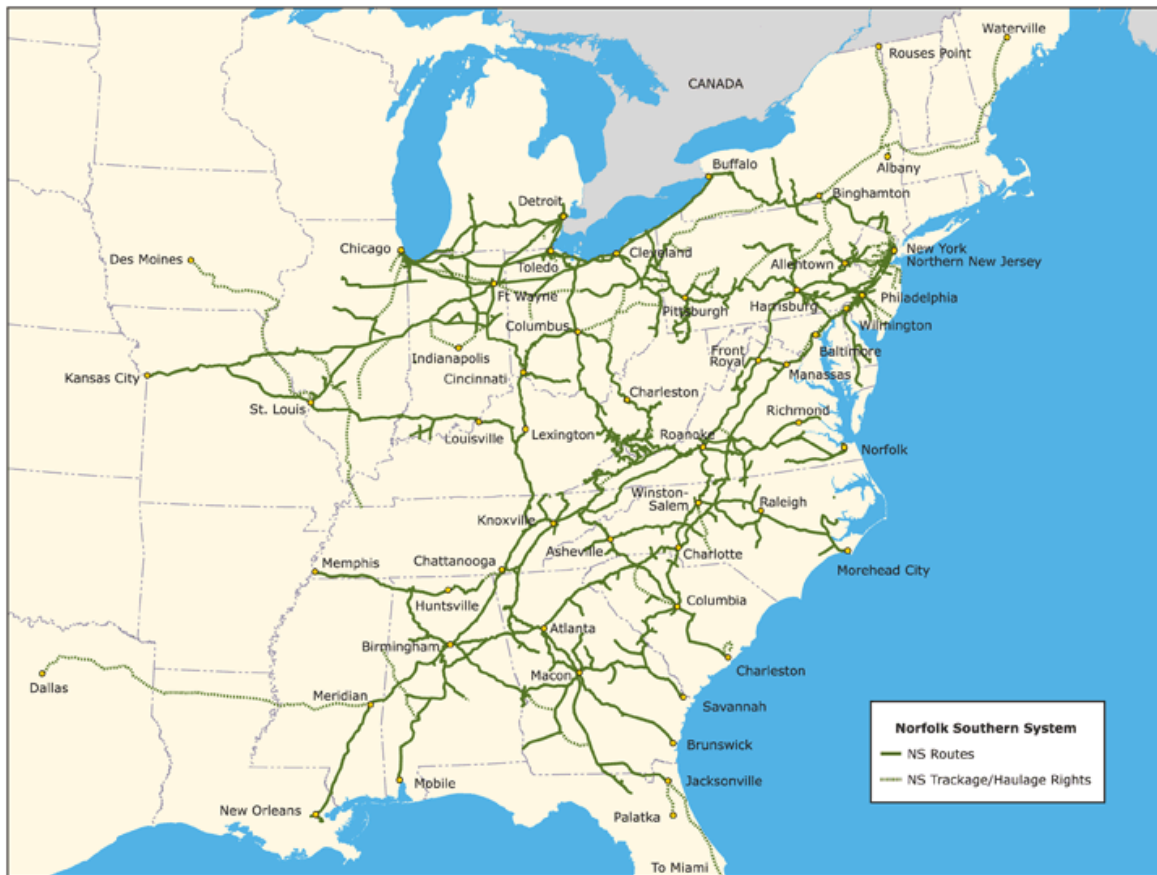 Waterville
Rouses Point
CANADA
Albany
Buffalo
Binghamton
Detroit
Chicago
Des Moines
Toledo
Cleveland
New York
Northern New Jersey
Allentown
Ft Wayne
Pittsburgh
Harrisburg
Philadelphia
Columbus
Wilmington
Indianapolis
Front
Royal
Baltimore
Manassas
Kansas City
Cincinnati
Charleston
St. Louis
Richmond
Louisville
Lexington
Roanoke
Norfolk
Winston-
Salem
Raleigh
Knoxville
Asheville
Charlotte
Memphis
Chattanooga
Morehead City
Huntsville
Columbia
Atlanta
Birmingham
Charleston
Macon
Dallas
Meridian
Savannah
Brunswick
Norfolk Southern System
NS Routes
NS Trackage/Haulage Rights
Mobile
Jacksonville
New Orleans
Palatka
To Miami